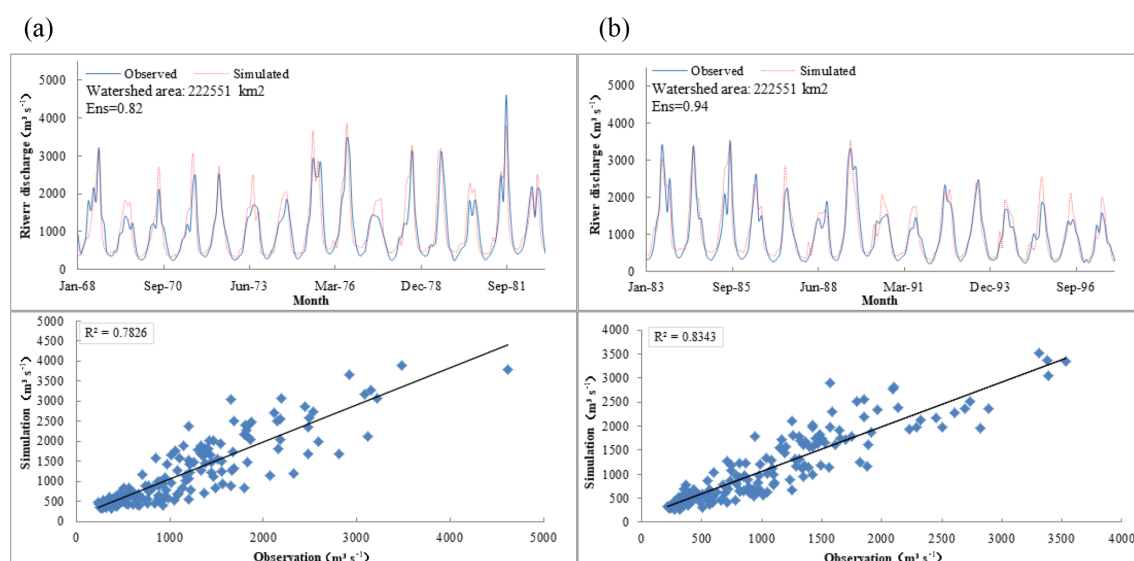 (a)
(b)
Observed Simulated
Watershed area: 222551 km2
Ens=0.82
5000
4000
3000
2000
1000
0
Riverr discharge (m³ s⁻¹)
Jan-68 Sep-70 Jun-73 Mar-76 Dec-78 Sep-81
Month
Observed Simulated
Watershed area: 222551 km2
Ens=0.94
5000
4000
3000
2000
1000
0
River discharge (m³ s⁻¹)
Jan-83 Sep-85 Jun-88 Mar-91 Dec-93 Sep-96
Month
R² = 0.7826
5000
4500
4000
3500
3000
2500
2000
1500
1000
500
0
Simulation (m³ s⁻¹)
0 1000 2000 3000 4000 5000
Observation (m³ s⁻¹)
R² = 0.8343
4000
3500
3000
2500
2000
1500
1000
500
0
Simulation (m³ s⁻¹)
0 500 1000 1500 2000 2500 3000 3500 4000
Observation (m³ s⁻¹)